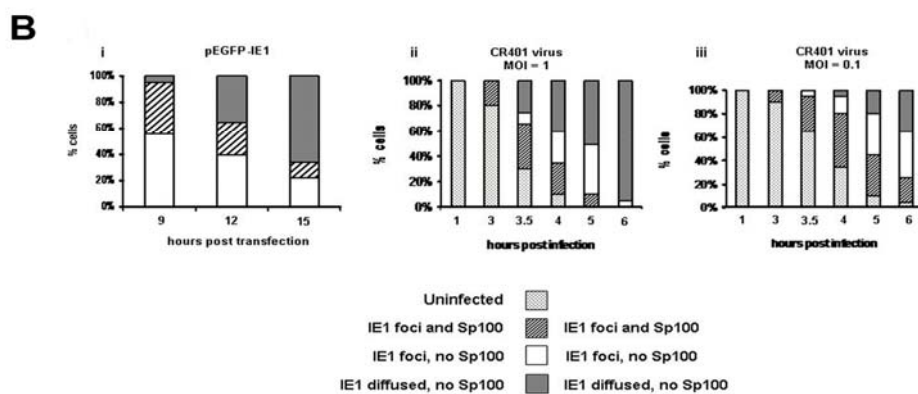 B
i
pEGFP-IE1
100%
80%
60%
40%
20%
0%
% cells
9 12 15
hours post transfection
ii
CR401 virus
MOI = 1
100%
80%
60%
40%
20%
0%
% cells
1 3 3.5 4 5 6
hours post infection
iii
CR401 virus
MOI = 0.1
100%
80%
60%
40%
20%
0%
% cells
1 3 3.5 4 5 6
hours post infection
Uninfected
IE1 foci and Sp100 IE1 foci and Sp100
IE1 foci, no Sp100 IE1 foci, no Sp100
IE1 diffused, no Sp100 IE1 diffused, no Sp100